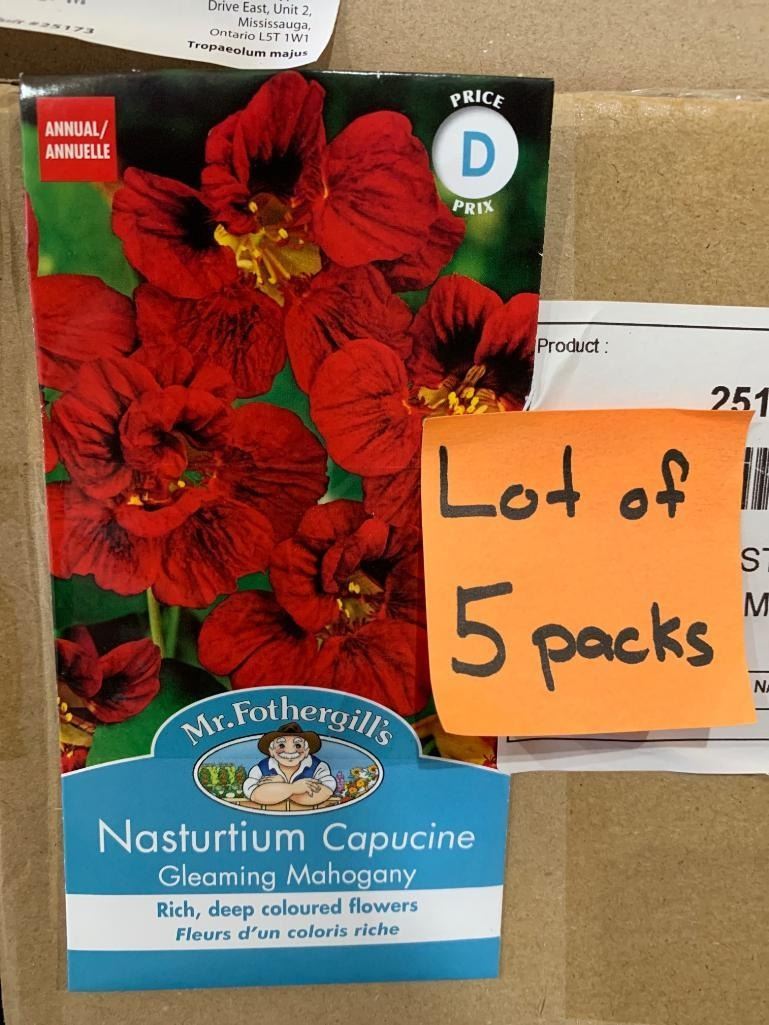 Drive East, Unit 2,
Mississauga,
#25173
Ontario L5T 1W1
Tropaeolum majus
ANNUAL/
ANNUELLE
PRICE
D
PRIX
Product :
251
Lot of
5 packs
Mr. Fothergill's
Nasturtium Capucine
Gleaming Mahogany
Rich, deep coloured flowers
Fleurs d'un coloris riche